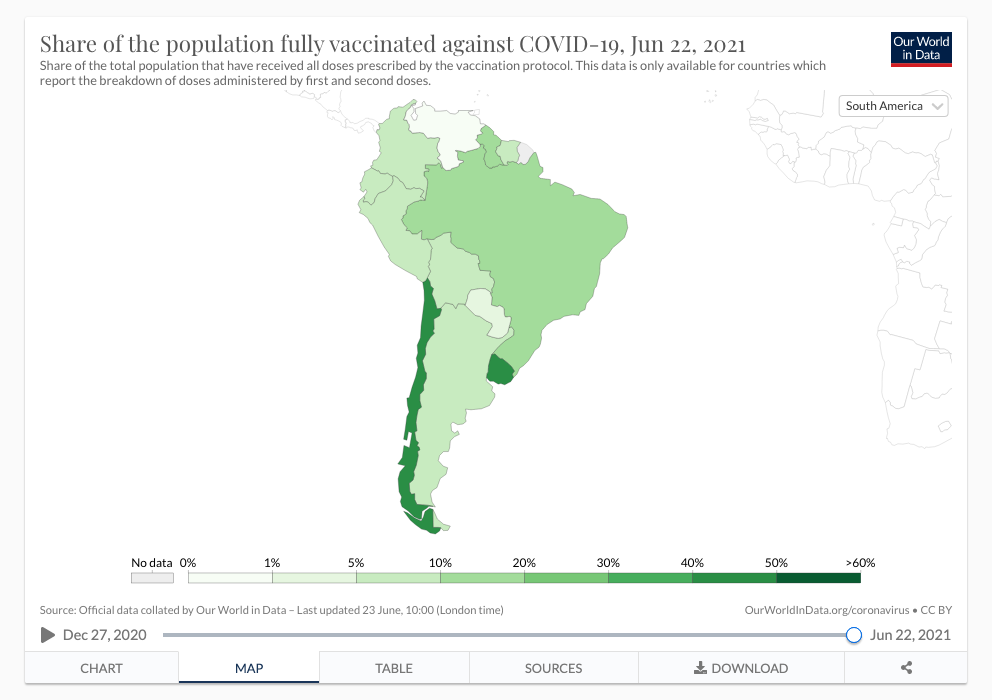 Share of the population fully vaccinated against COVID-19, Jun 22, 2021
Our World
in Data
Share of the total population that have received all doses prescribed by the vaccination protocol. This data is only available for countries which
report the breakdown of doses administered by first and second doses.
South America
No data 0% 1% 5% 10% 20% 30% 40% 50% >60%
Source: Official data collated by Our World in Data – Last updated 23 June, 10:00 (London time)
OurWorldInData.org/coronavirus • CC BY
Dec 27, 2020 Jun 22, 2021
CHART MAP TABLE SOURCES DOWNLOAD